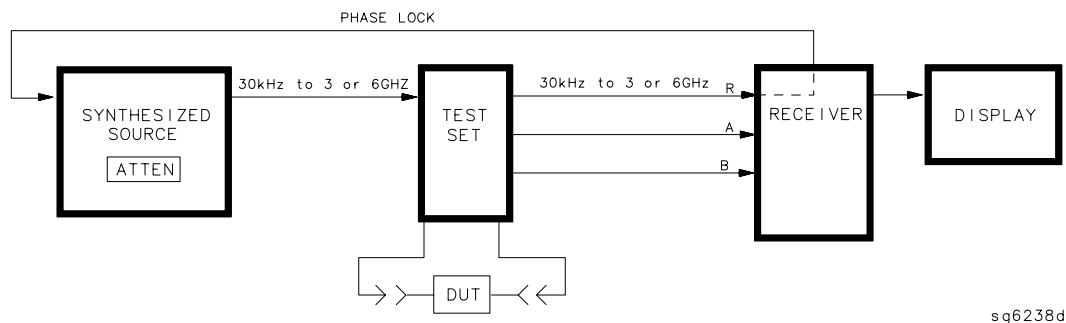 PHASE LOCK
30kHz to 3 or 6GHZ
30kHz to 3 or 6GHz
R
SYNTHESIZED
SOURCE
ATTEN
TEST
SET
A
B
RECEIVER
DISPLAY
DUT
sg6238d